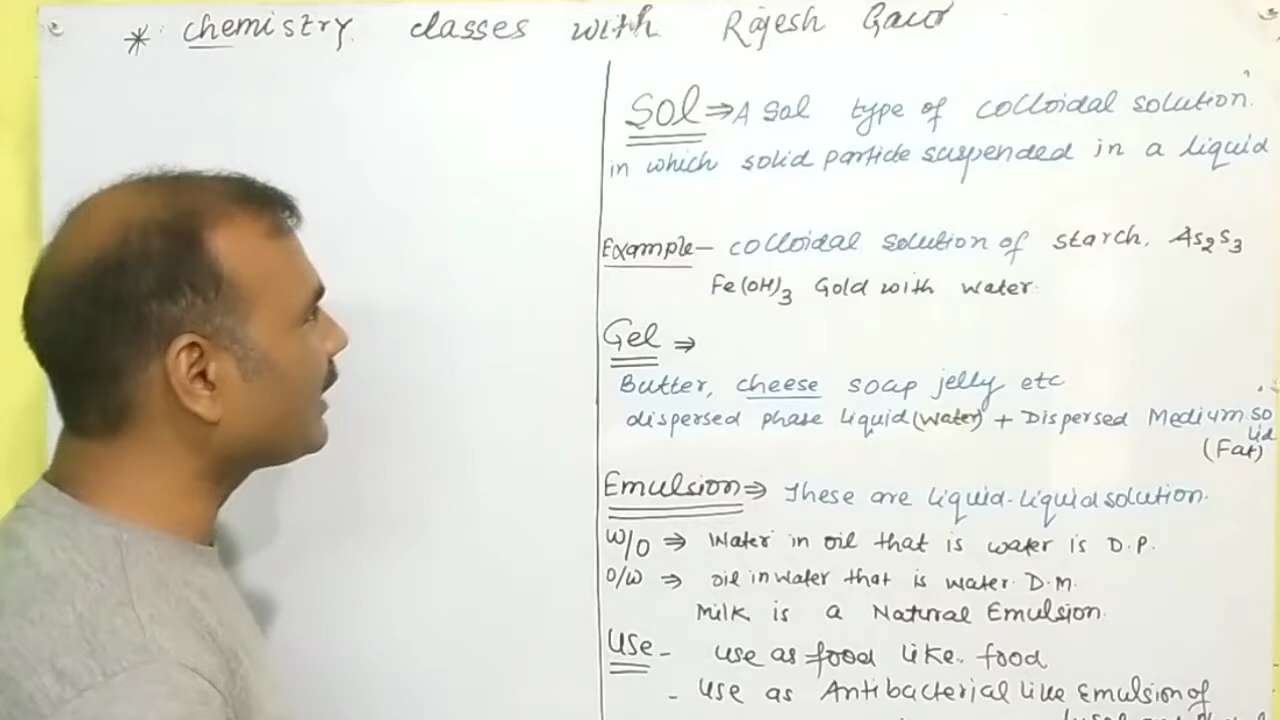 * chemistry classes with Rajesh Gaur
Sol ⇒ A sol type of colloidal solution.
in which solid particle suspended in a liquid
Example – colloidal solution of starch, As₂S₃
Fe(OH)₃ Gold with water.
Gel ⇒
Butter, cheese soap jelly etc
dispersed phase liquid (water) + Dispersed Medium solid
(Fat)
Emulsion ⇒ These are liquid-liquid solution.
W/O ⇒ Water in oil that is water is D.P.
O/W ⇒ oil in water that is water D.M.
Milk is a Natural Emulsion.
Use – use as food like food
- Use as Antibacterial like Emulsion of